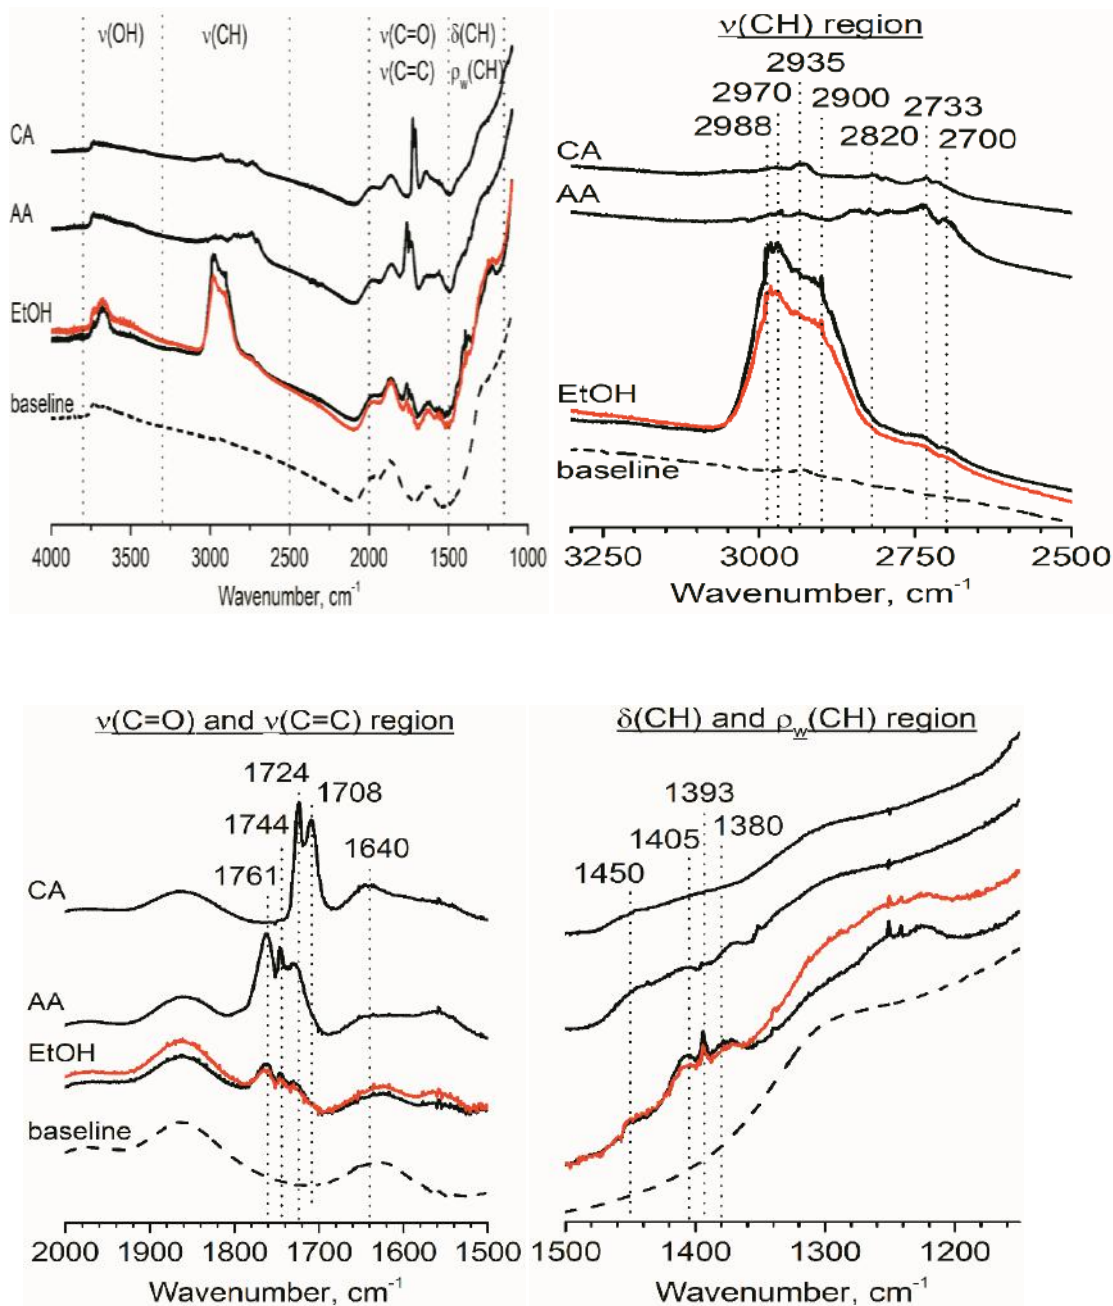 ν(OH) ν(CH) ν(C=O) δ(CH)
ν(C=C) ρw(CH)
CA
AA
EtOH
baseline
4000 3500 3000 2500 2000 1500 1000
Wavenumber, cm-1
ν(CH) region
2935
2970 2900 2733
2988 2820 2700
CA
AA
EtOH
baseline
3250 3000 2750 2500
Wavenumber, cm-1
ν(C=O) and ν(C=C) region
1724
1708
1744
1640
1761
CA
AA
EtOH
baseline
2000 1900 1800 1700 1600 1500
Wavenumber, cm-1
δ(CH) and ρw(CH) region
1393
1405 1380
1450
1500 1400 1300 1200
Wavenumber, cm-1